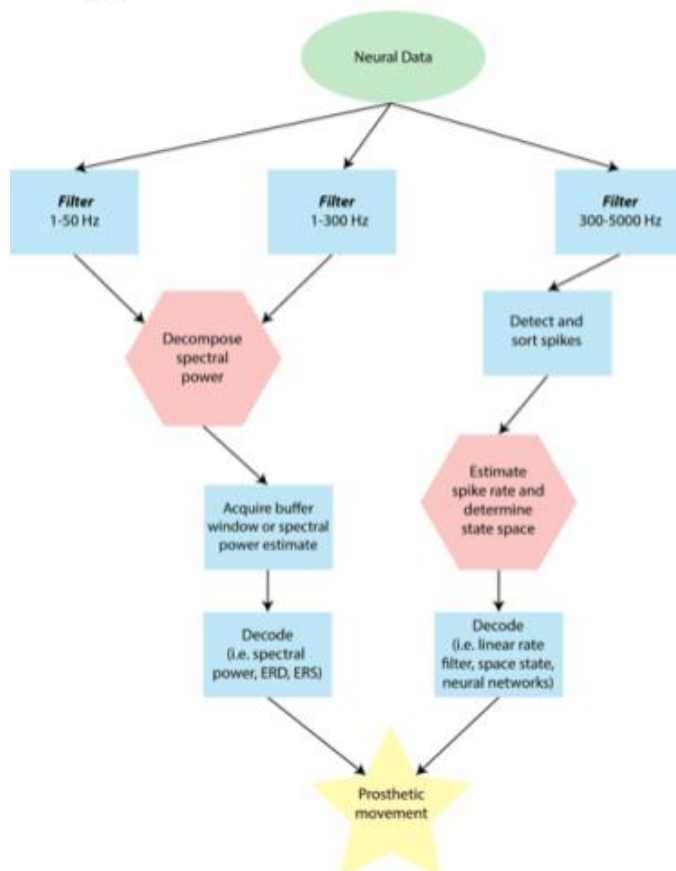 Neural Data
Filter
1-50 Hz
Filter
1-300 Hz
Filter
300-5000 Hz
Decompose
spectral
power
Detect and
sort spikes
Acquire buffer
window or spectral
power estimate
Estimate
spike rate and
determine
state space
Decode
(i.e. spectral
power, ERD, ERS)
Decode
(i.e. linear rate
filter, space state,
neural networks)
Prosthetic
movement